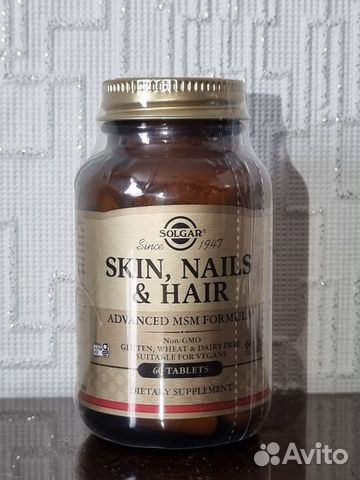 SOLGAR®
Since 1947
SKIN, NAILS
& HAIR
ADVANCED MSM FORMULA
Non-GMO
GLUTEN, WHEAT & DAIRY FREE
SUITABLE FOR VEGANS
60 TABLETS
DIETARY SUPPLEMENT
Avito